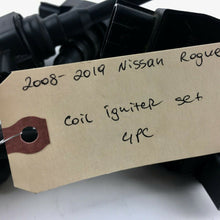 2008-2019 Nissan Rogue
coil igniter set
4PC